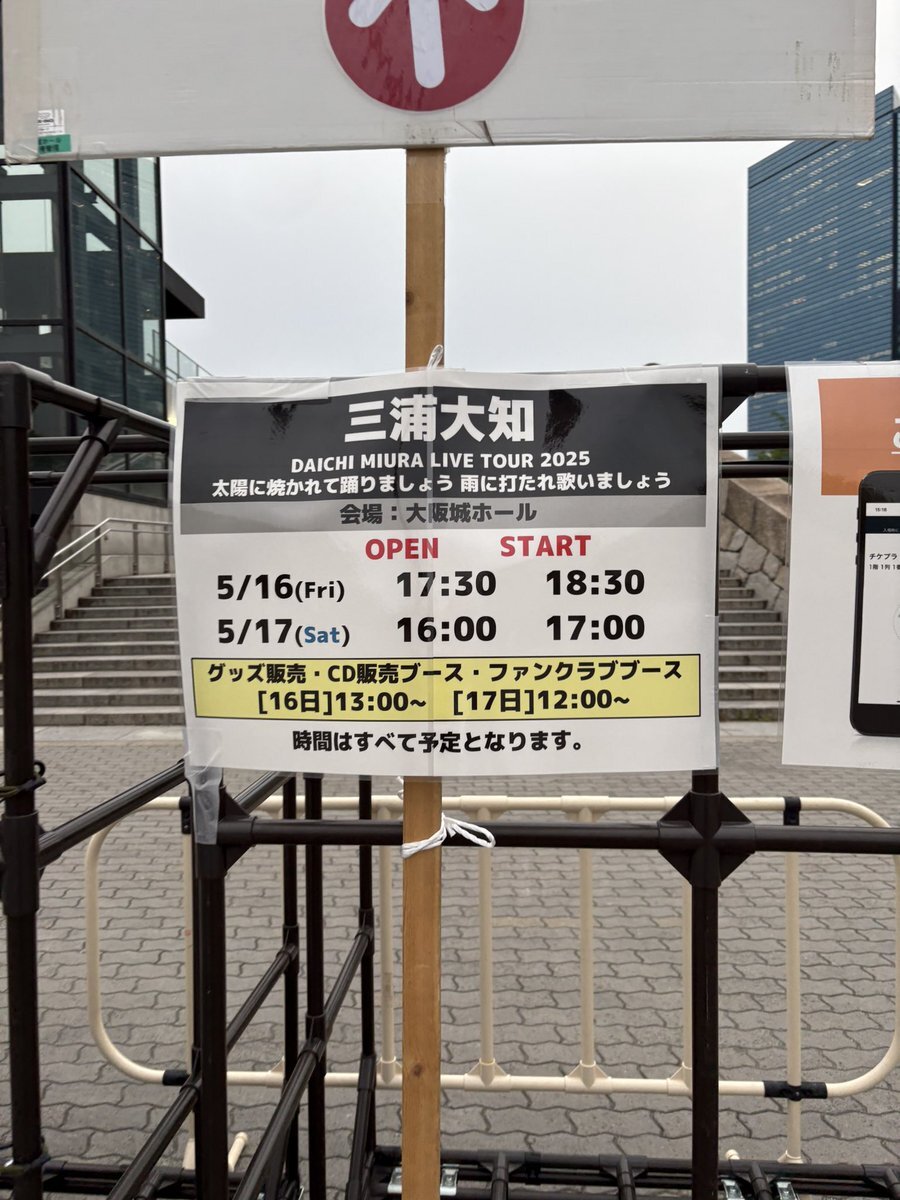 三浦大知
DAICHI MIURA LIVE TOUR 2025
太陽に焼かれて踊りましょう 雨に打たれ歌いましょう
会場：大阪城ホール
OPEN START
5/16(Fri) 17:30 18:30
5/17(Sat) 16:00 17:00
グッズ販売・CD販売ブース・ファンクラブブース
[16日]13:00~ [17日]12:00~
時間はすべて予定となります。
チケプラ